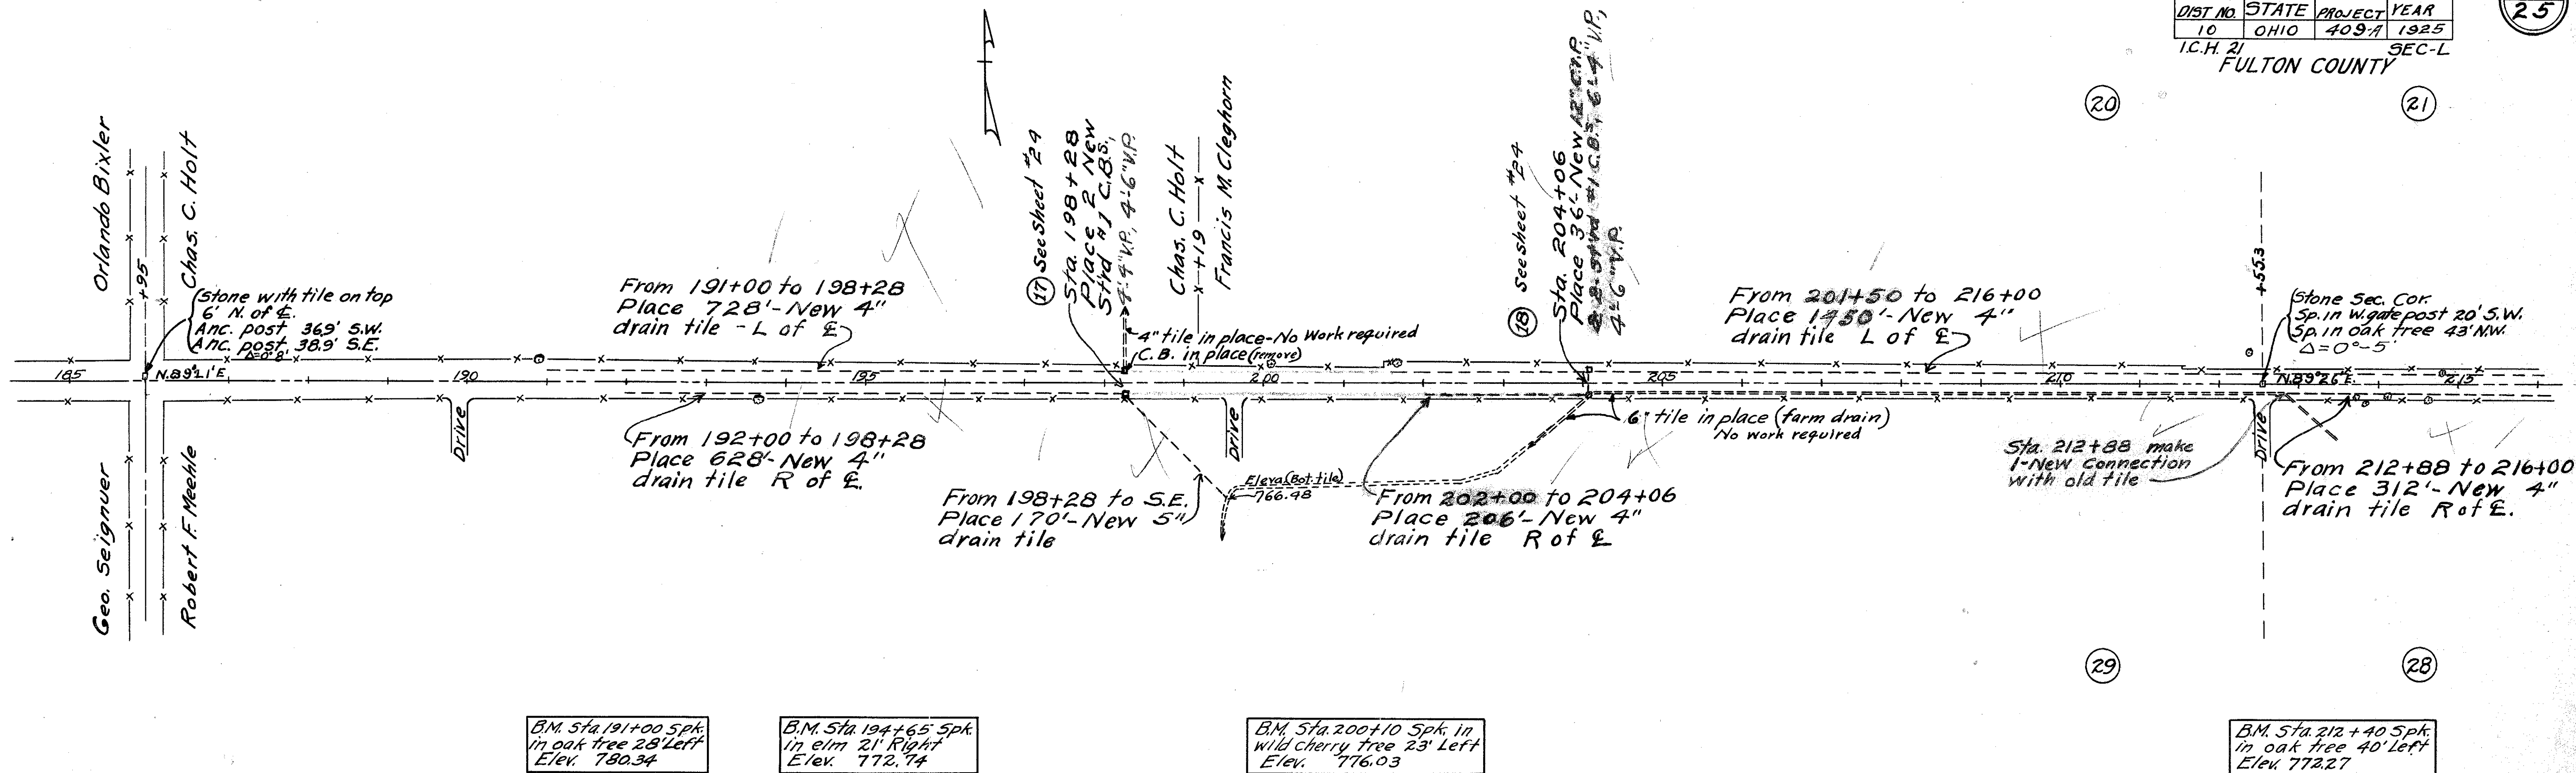 DIST NO. STATE PROJECT YEAR
10 OHIO 409-A 1925
I.C.H. 21 SEC-L
FULTON COUNTY
25
20
21
Orlando Bixler
+95
Chas. C. Holt
Stone with tile on top
6' N. of ℄.
Anc. post 36.9' S.W.
Anc. post 38.9' S.E.
Δ=0°8'
From 191+00 to 198+28
Place 728'-New 4"
drain tile - L of ℄
17 See Sheet #24
Sta. 198+28
Place 2 New
Std #1 C.B.S.,
4-4" V.P., 4-6" V.P.
Chas. C. Holt
+19
Francis M. Cleghorn
4" tile in place-No Work required
C.B. in place (remove)
18 See sheet #24
Sta. 204+06
Place 36'-New 12" C.P.
2-Std #1 C.B.S, 6-4" V.P.,
4-6" V.P.
From 201+50 to 216+00
Place 1450'-New 4"
drain tile L of ℄
+55.3
Stone Sec. Cor.
Sp. in W. gate post 20' S.W.
Sp. in oak tree 43' N.W.
Δ=0°-5'
185
N.89°21'E.
190
195
200
205
210
N.89°26'E.
215
Drive
From 192+00 to 198+28
Place 628'-New 4"
drain tile R of ℄.
Drive
6" tile in place (farm drain)
No work required
Sta. 212+88 make
1-New Connection
with old tile
Drive
From 212+88 to 216+00
Place 312'-New 4"
drain tile R of ℄.
Geo. Seignuer
Robert F. Meehle
From 198+28 to S.E.
Place 170'-New 5"
drain tile
Eleva (Bot. tile)
766.48
From 202+00 to 204+06
Place 206'-New 4"
drain tile R of ℄
29
28
B.M. Sta. 191+00 Spk.
in oak tree 28' Left
Elev. 780.34
B.M. Sta. 194+65 Spk.
in elm 21' Right
Elev. 772.74
B.M. Sta. 200+10 Spk. in
wild cherry tree 23' Left
Elev. 776.03
B.M. Sta. 212+40 Spk.
in oak tree 40' Left
Elev. 772.27